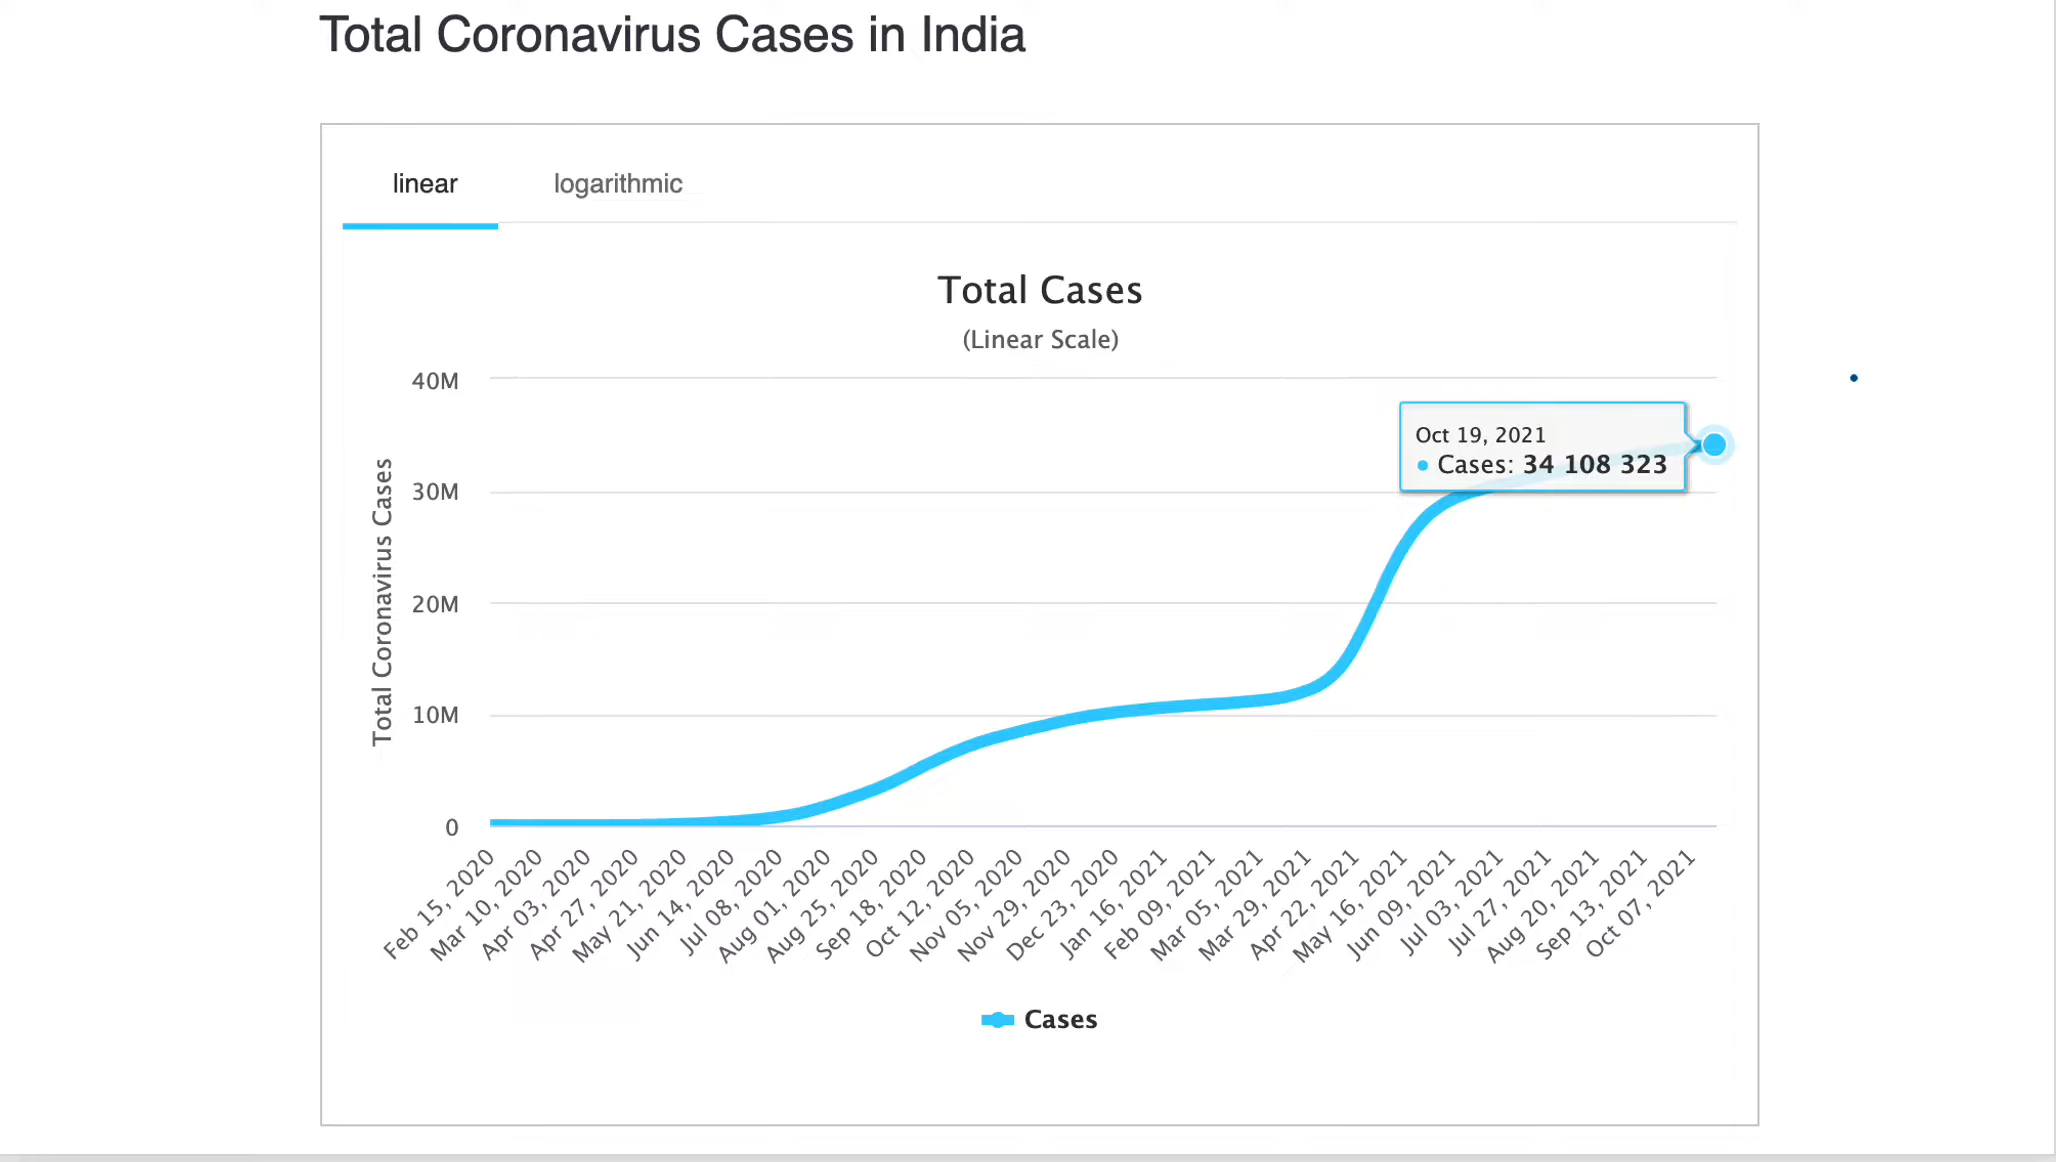 Total Coronavirus Cases in India
linear
logarithmic
Total Cases
(Linear Scale)
Total Coronavirus Cases
40M
30M
20M
10M
0
Oct 19, 2021
Cases: 34 108 323
Feb 15, 2020
Mar 10, 2020
Apr 03, 2020
Apr 27, 2020
May 21, 2020
Jun 14, 2020
Jul 08, 2020
Aug 01, 2020
Aug 25, 2020
Sep 18, 2020
Oct 12, 2020
Nov 05, 2020
Nov 29, 2020
Dec 23, 2020
Jan 16, 2021
Feb 09, 2021
Mar 05, 2021
Mar 29, 2021
Apr 22, 2021
May 16, 2021
Jun 09, 2021
Jul 03, 2021
Jul 27, 2021
Aug 20, 2021
Sep 13, 2021
Oct 07, 2021
Cases